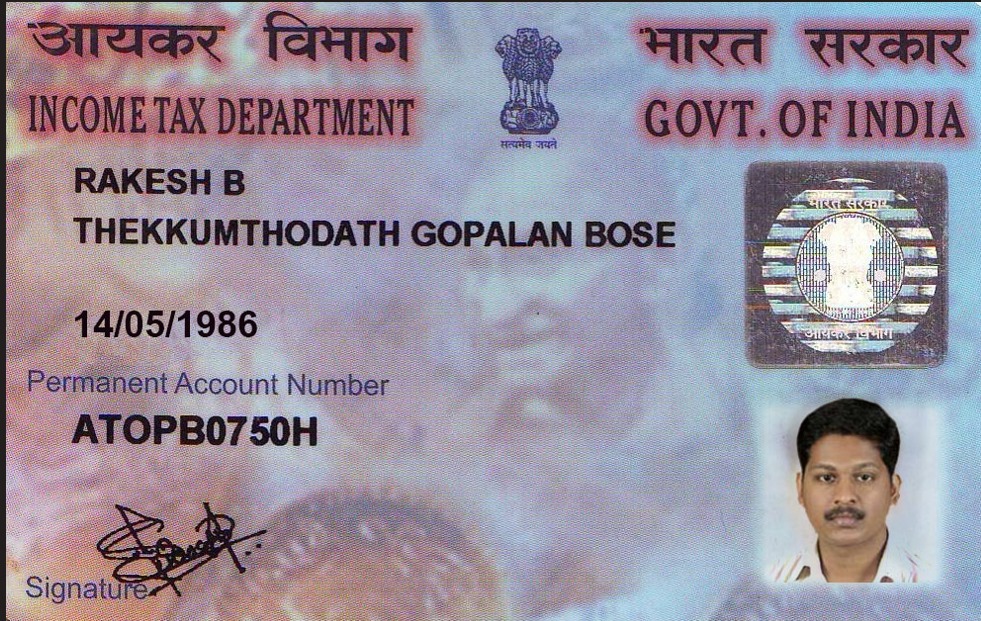 आयकर विभाग
INCOME TAX DEPARTMENT
सत्यमेव जयते
भारत सरकार
GOVT. OF INDIA
RAKESH B
THEKKUMTHODATH GOPALAN BOSE
14/05/1986
Permanent Account Number
ATOPB0750H
Signature
भारत सरकार
आयकर विभाग